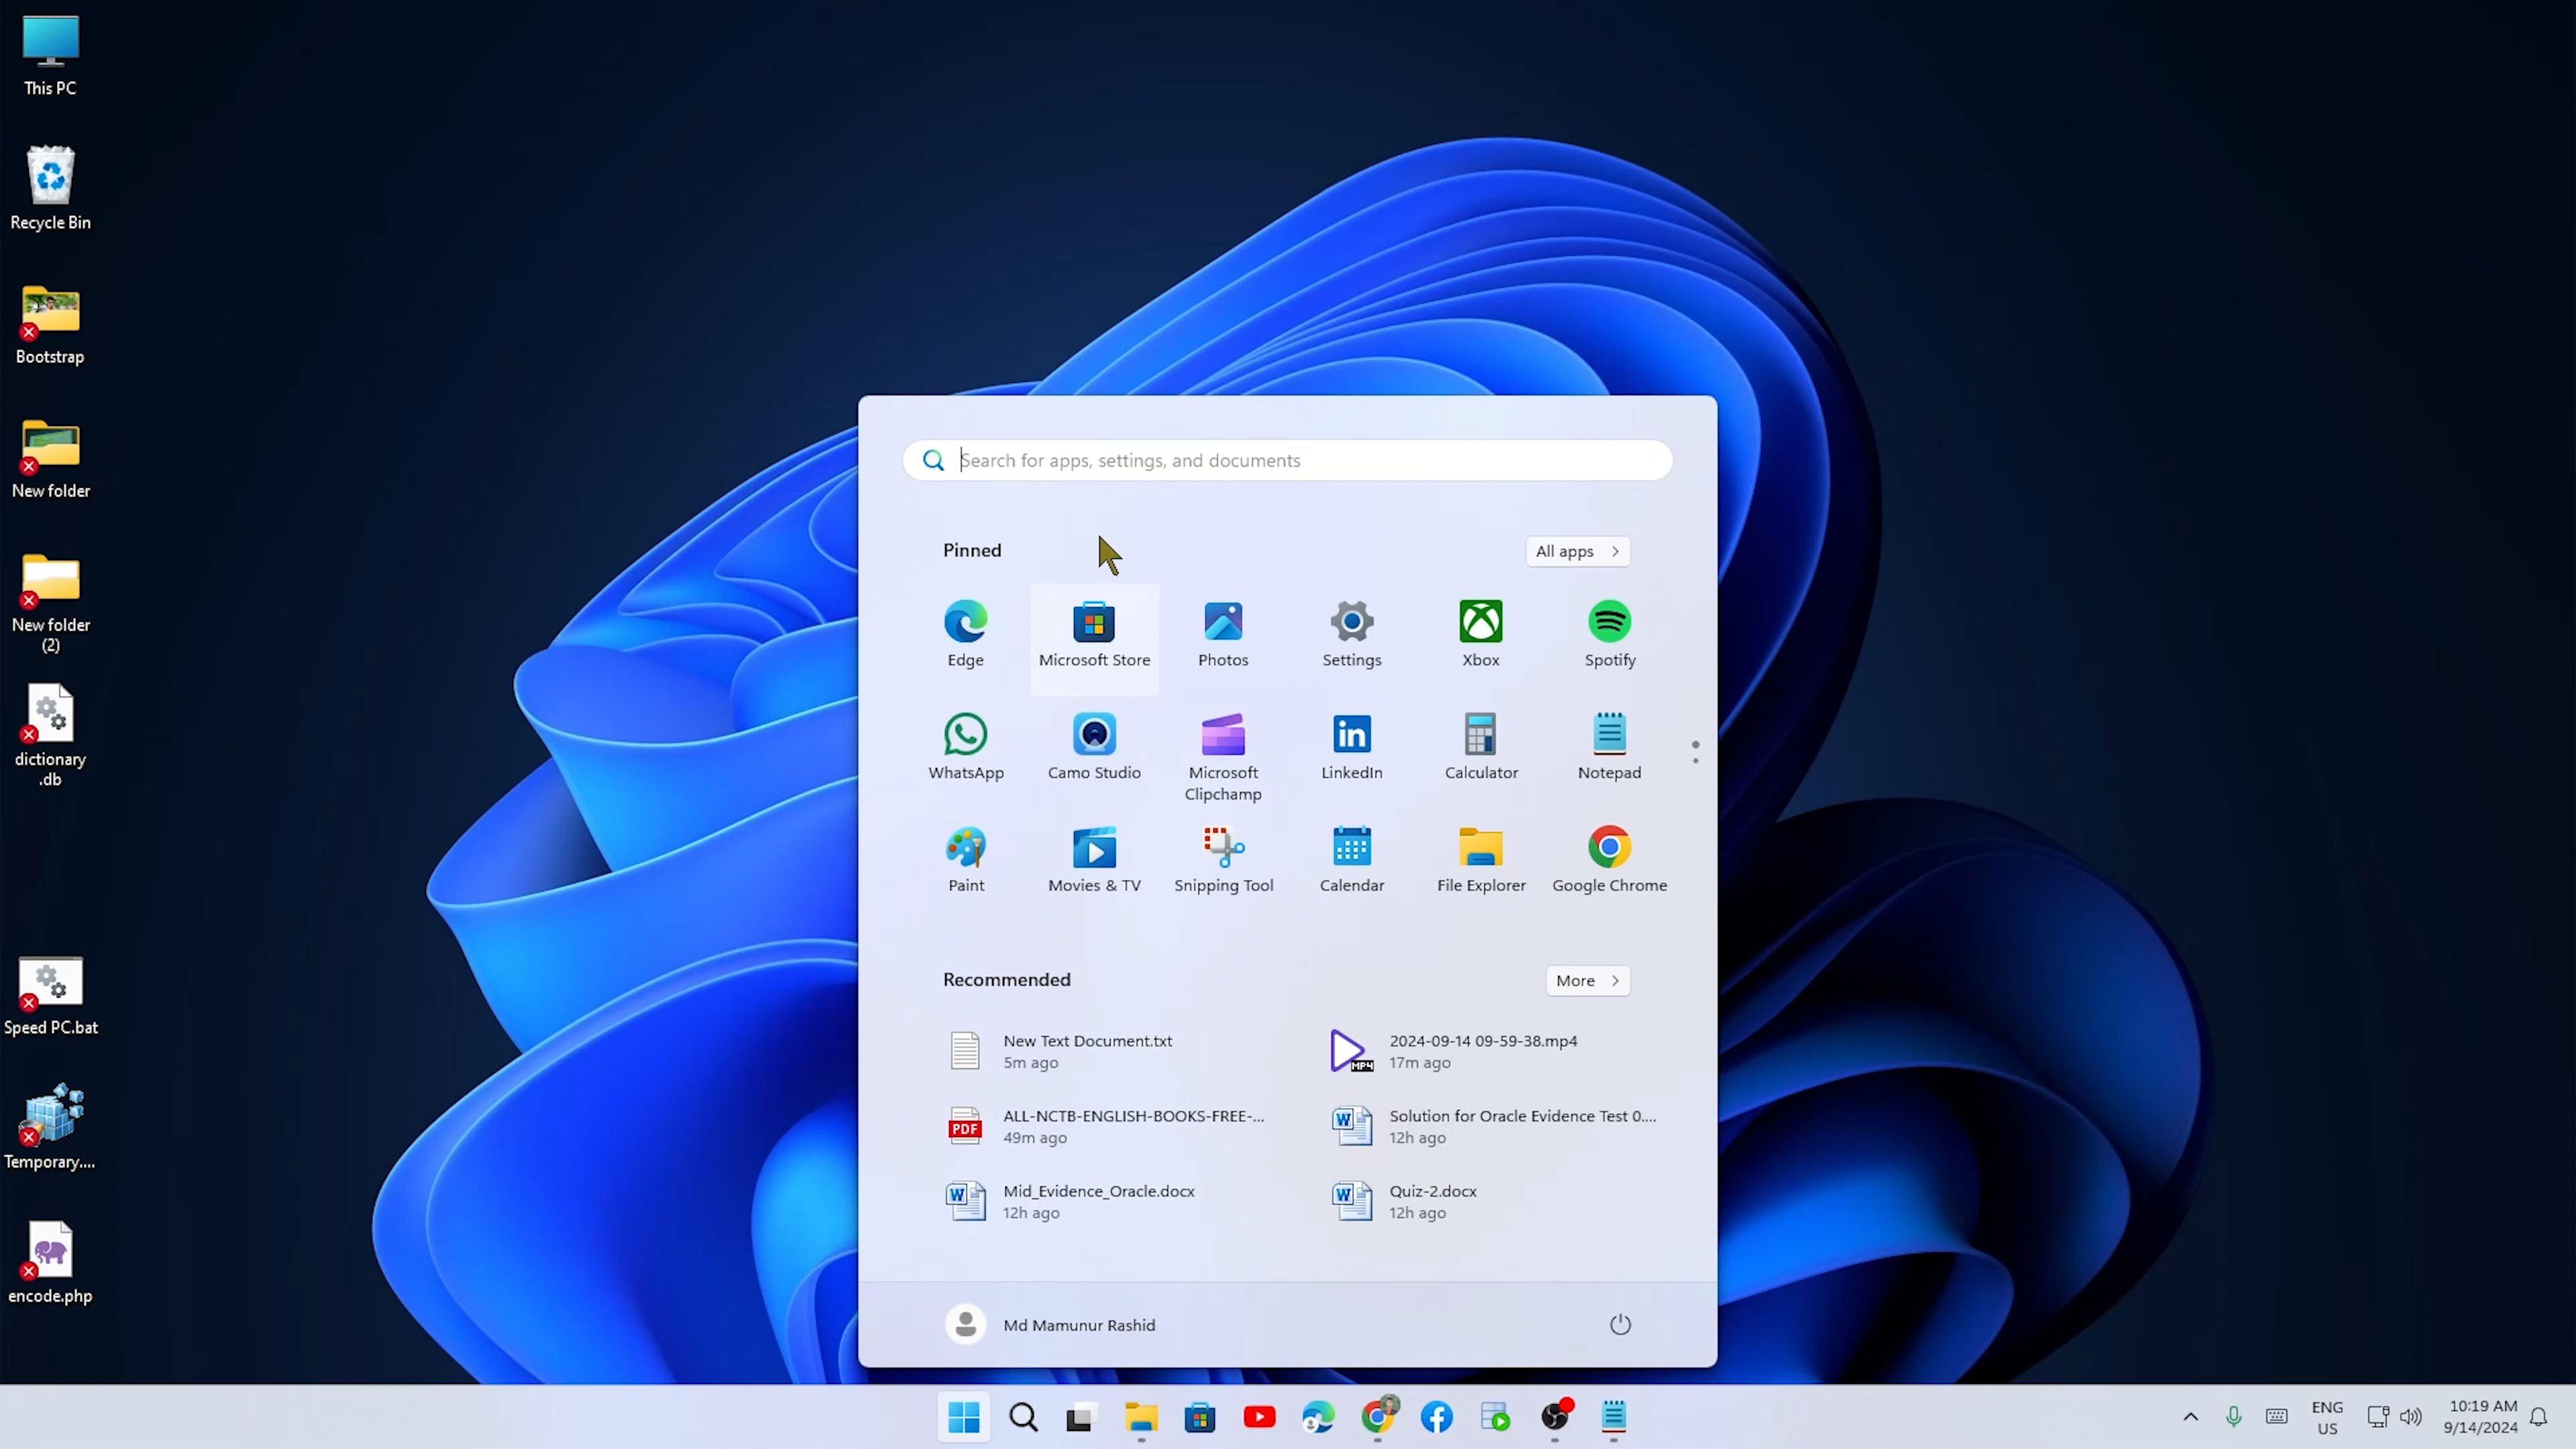 This PC
Recycle Bin
Bootstrap
New folder
New folder
(2)
dictionary
.db
Speed PC.bat
Temporary....
encode.php
Search for apps, settings, and documents
Pinned
All apps
Edge
Microsoft Store
Photos
Settings
Xbox
Spotify
WhatsApp
Camo Studio
Microsoft
Clipchamp
LinkedIn
Calculator
Notepad
Paint
Movies & TV
Snipping Tool
Calendar
File Explorer
Google Chrome
Recommended
More
New Text Document.txt
5m ago
2024-09-14 09-59-38.mp4
17m ago
MP4
PDF
ALL-NCTB-ENGLISH-BOOKS-FREE-...
49m ago
Solution for Oracle Evidence Test 0....
12h ago
Mid_Evidence_Oracle.docx
12h ago
Quiz-2.docx
12h ago
Md Mamunur Rashid
ENG
US
10:19 AM
9/14/2024